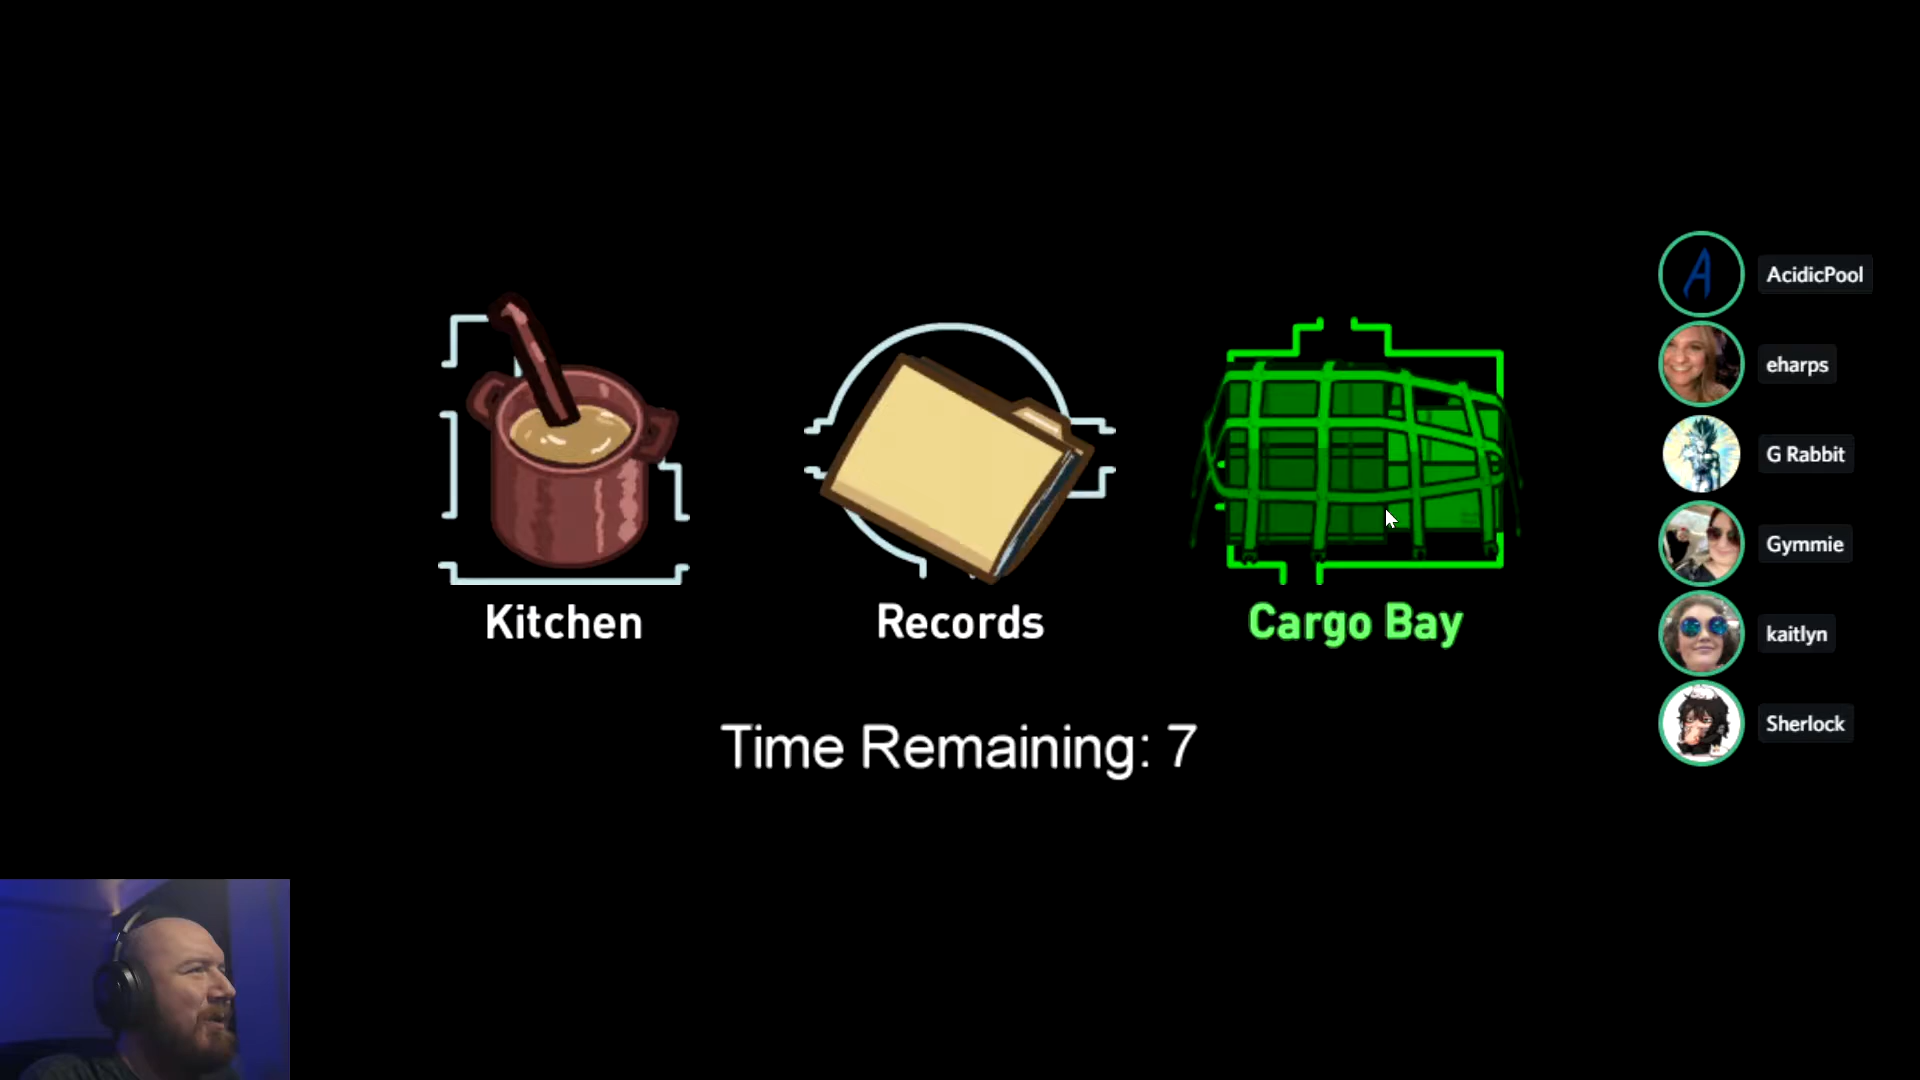 Kitchen
Records
Cargo Bay
Time Remaining: 7
AcidicPool
eharps
G Rabbit
Gymmie
kaitlyn
Sherlock